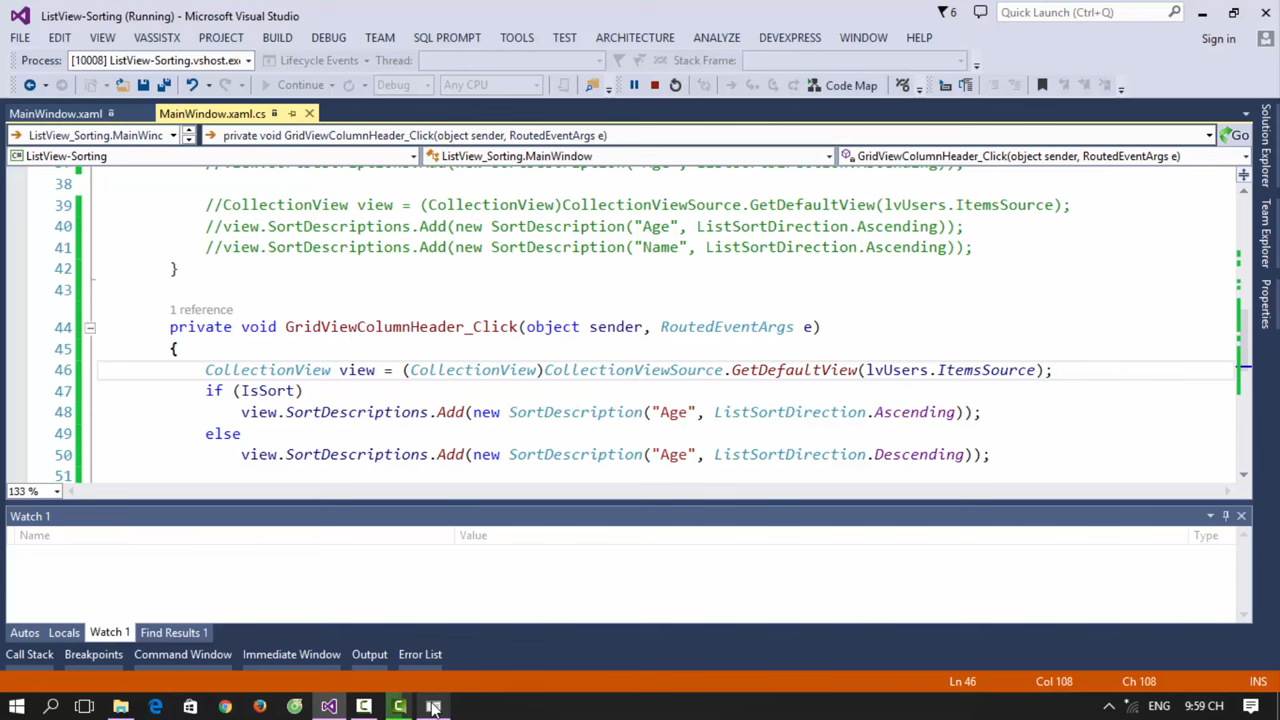 ListView-Sorting (Running) - Microsoft Visual Studio
6
Quick Launch (Ctrl+Q)
FILE EDIT VIEW VASSISTX PROJECT BUILD DEBUG TEAM SQL PROMPT TOOLS TEST ARCHITECTURE ANALYZE DEVEXPRESS WINDOW HELP
Sign in
Process: [10008] ListView-Sorting.vshost.exe Lifecycle Events Thread: Stack Frame:
Continue Debug Any CPU Code Map
MainWindow.xaml MainWindow.xaml.cs
ListView_Sorting.MainWinc private void GridViewColumnHeader_Click(object sender, RoutedEventArgs e) Go
ListView-Sorting ListView_Sorting.MainWindow GridViewColumnHeader_Click(object sender, RoutedEventArgs e)
38
39 //CollectionView view = (CollectionView)CollectionViewSource.GetDefaultView(lvUsers.ItemsSource);
40 //view.SortDescriptions.Add(new SortDescription("Age", ListSortDirection.Ascending));
41 //view.SortDescriptions.Add(new SortDescription("Name", ListSortDirection.Ascending));
42 }
43
1 reference
44 private void GridViewColumnHeader_Click(object sender, RoutedEventArgs e)
45 {
46 CollectionView view = (CollectionView)CollectionViewSource.GetDefaultView(lvUsers.ItemsSource);
47 if (IsSort)
48 view.SortDescriptions.Add(new SortDescription("Age", ListSortDirection.Ascending));
49 else
50 view.SortDescriptions.Add(new SortDescription("Age", ListSortDirection.Descending));
51
133 %
Solution Explorer
Team Explorer
Properties
Watch 1
Name Value Type
Autos Locals Watch 1 Find Results 1
Call Stack Breakpoints Command Window Immediate Window Output Error List
Ln 46 Col 108 Ch 108 INS
ENG 9:59 CH